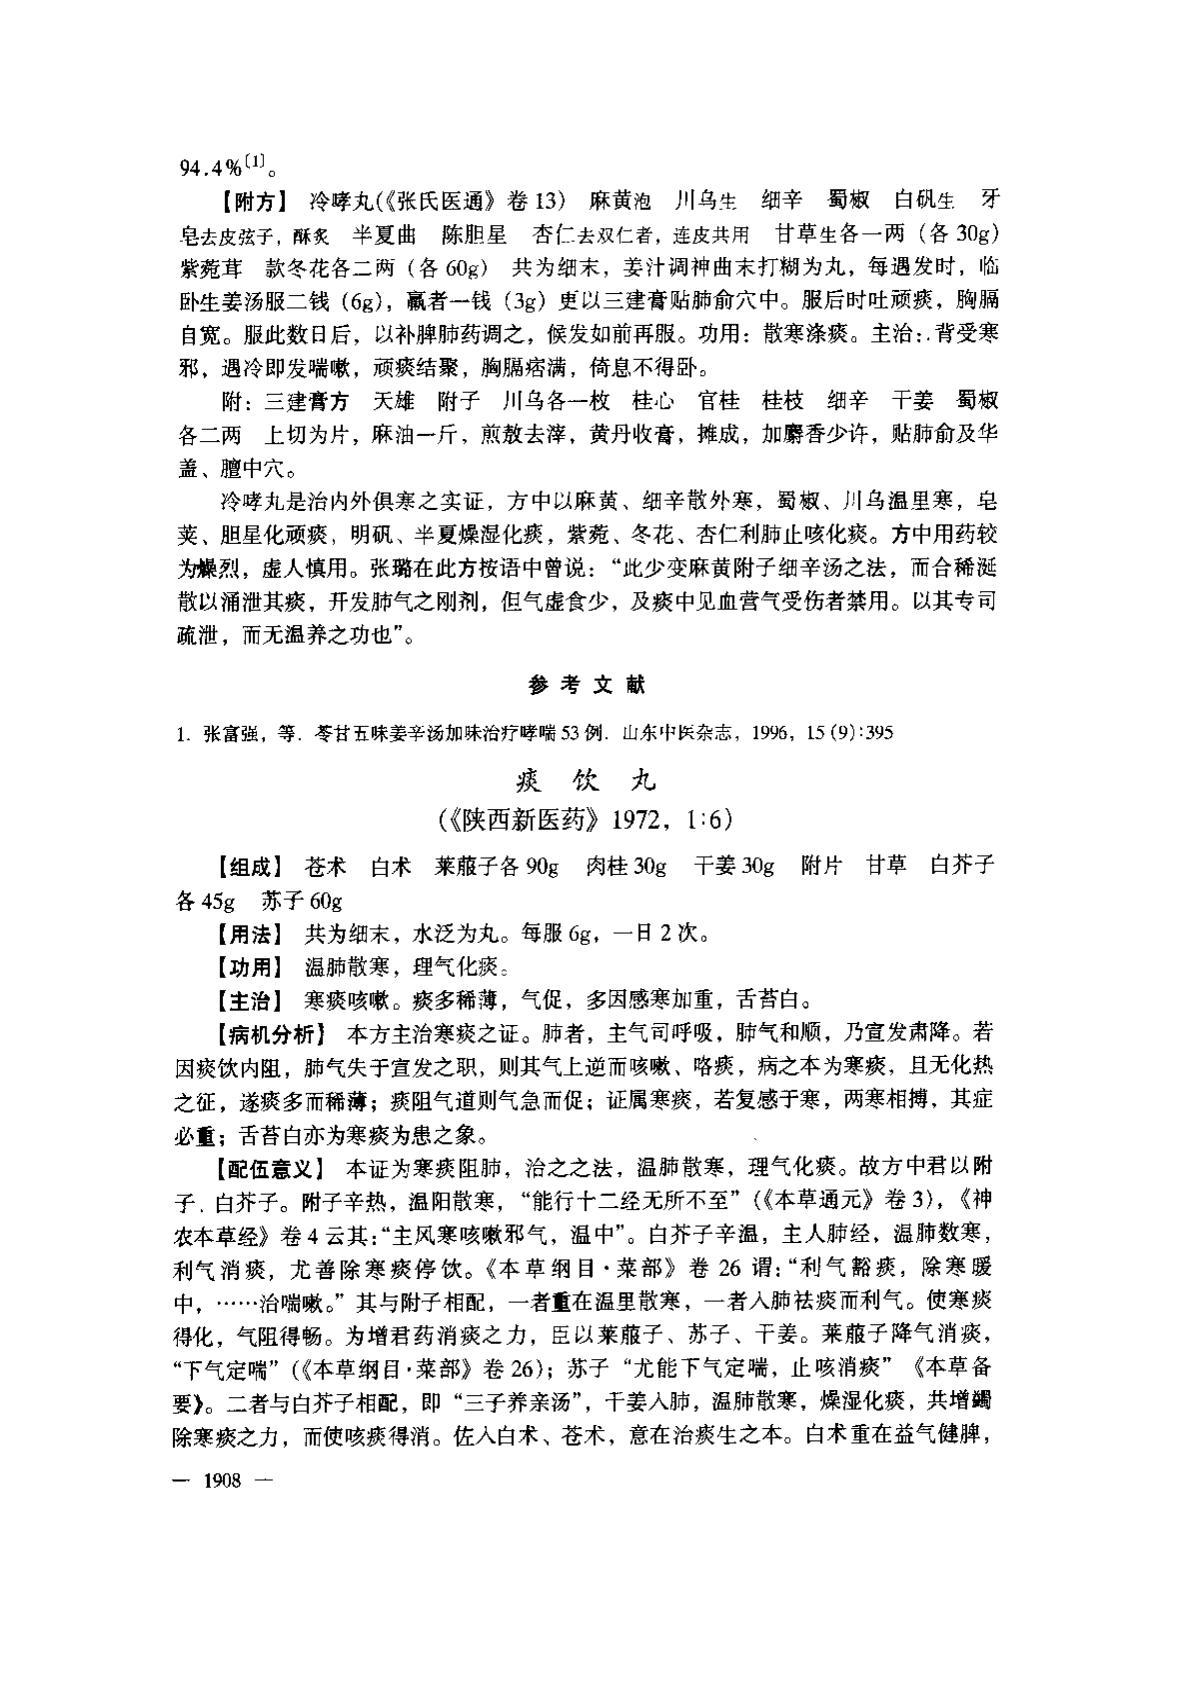 94.4%〔1〕。
【附方】 冷哮丸(《张氏医通》卷 13) 麻黄泡 川乌生 细辛 蜀椒 白矾生 牙
皂去皮弦子，酥炙 半夏曲 陈胆星 杏仁去双仁者，连皮共用 甘草生各一两（各 30g）
紫菀茸 款冬花各二两（各 60g） 共为细末，姜汁调神曲末打糊为丸，每遇发时，临
卧生姜汤服二钱（6g），羸者一钱（3g）更以三建膏贴肺俞穴中。服后时吐顽痰，胸膈
自宽。服此数日后，以补脾肺药调之，候发如前再服。功用：散寒涤痰。主治：背受寒
邪，遇冷即发喘嗽，顽痰结聚，胸膈痞满，倚息不得卧。
附：三建膏方 天雄 附子 川乌各一枚 桂心 官桂 桂枝 细辛 干姜 蜀椒
各二两 上切为片，麻油一斤，煎熬去滓，黄丹收膏，摊成，加麝香少许，贴肺俞及华
盖、膻中穴。
冷哮丸是治内外俱寒之实证，方中以麻黄、细辛散外寒，蜀椒、川乌温里寒，皂
荚、胆星化顽痰，明矾、半夏燥湿化痰，紫菀、冬花、杏仁利肺止咳化痰。方中用药较
为燥烈，虚人慎用。张璐在此方按语中曾说：“此少变麻黄附子细辛汤之法，而合稀涎
散以涌泄其痰，开发肺气之刚剂，但气虚食少，及痰中见血营气受伤者禁用。以其专司
疏泄，而无温养之功也”。
参 考 文 献
1. 张富强，等. 苓甘五味姜辛汤加味治疗哮喘 53 例. 山东中医杂志，1996，15 (9):395
痰 饮 丸
(《陕西新医药》1972，1:6)
【组成】 苍术 白术 莱菔子各 90g 肉桂 30g 干姜 30g 附片 甘草 白芥子
各 45g 苏子 60g
【用法】 共为细末，水泛为丸。每服 6g，一日 2 次。
【功用】 温肺散寒，理气化痰。
【主治】 寒痰咳嗽。痰多稀薄，气促，多因感寒加重，舌苔白。
【病机分析】 本方主治寒痰之证。肺者，主气司呼吸，肺气和顺，乃宣发肃降。若
因痰饮内阻，肺气失于宣发之职，则其气上逆而咳嗽、咯痰，病之本为寒痰，且无化热
之征，遂痰多而稀薄；痰阻气道则气急而促；证属寒痰，若复感于寒，两寒相搏，其症
必重；舌苔白亦为寒痰为患之象。
【配伍意义】 本证为寒痰阻肺，治之之法，温肺散寒，理气化痰。故方中君以附
子、白芥子。附子辛热，温阳散寒，“能行十二经无所不至”（《本草通元》卷 3），《神
农本草经》卷 4 云其：“主风寒咳嗽邪气，温中”。白芥子辛温，主人肺经，温肺数寒，
利气消痰，尤善除寒痰停饮。《本草纲目·菜部》卷 26 谓：“利气豁痰，除寒暖
中，……治喘嗽。”其与附子相配，一者重在温里散寒，一者入肺祛痰而利气。使寒痰
得化，气阻得畅。为增君药消痰之力，臣以莱菔子、苏子、干姜。莱菔子降气消痰，
“下气定喘”（《本草纲目·菜部》卷 26）；苏子“尤能下气定喘，止咳消痰”《本草备
要》。二者与白芥子相配，即“三子养亲汤”，干姜入肺，温肺散寒，燥湿化痰，共增蠲
除寒痰之力，而使咳痰得消。佐入白术、苍术，意在治痰生之本。白术重在益气健脾，
— 1908 —